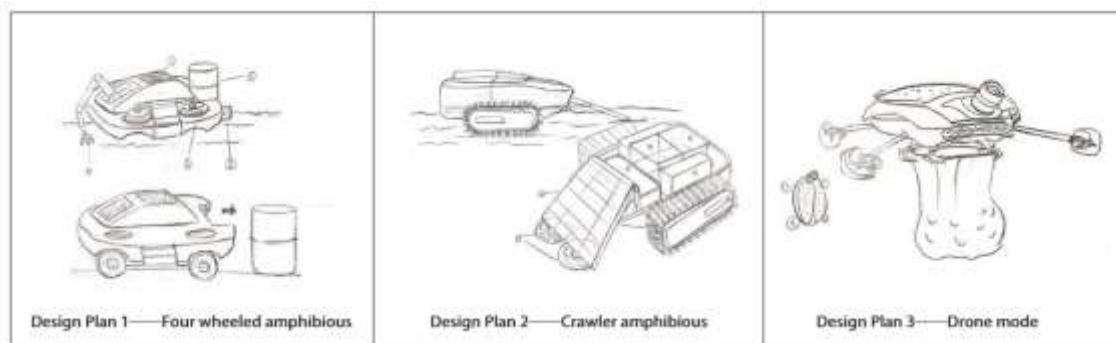 Design Plan 1——Four wheeled amphibious
Design Plan 2——Crawler amphibious
Design Plan 3——Drone mode